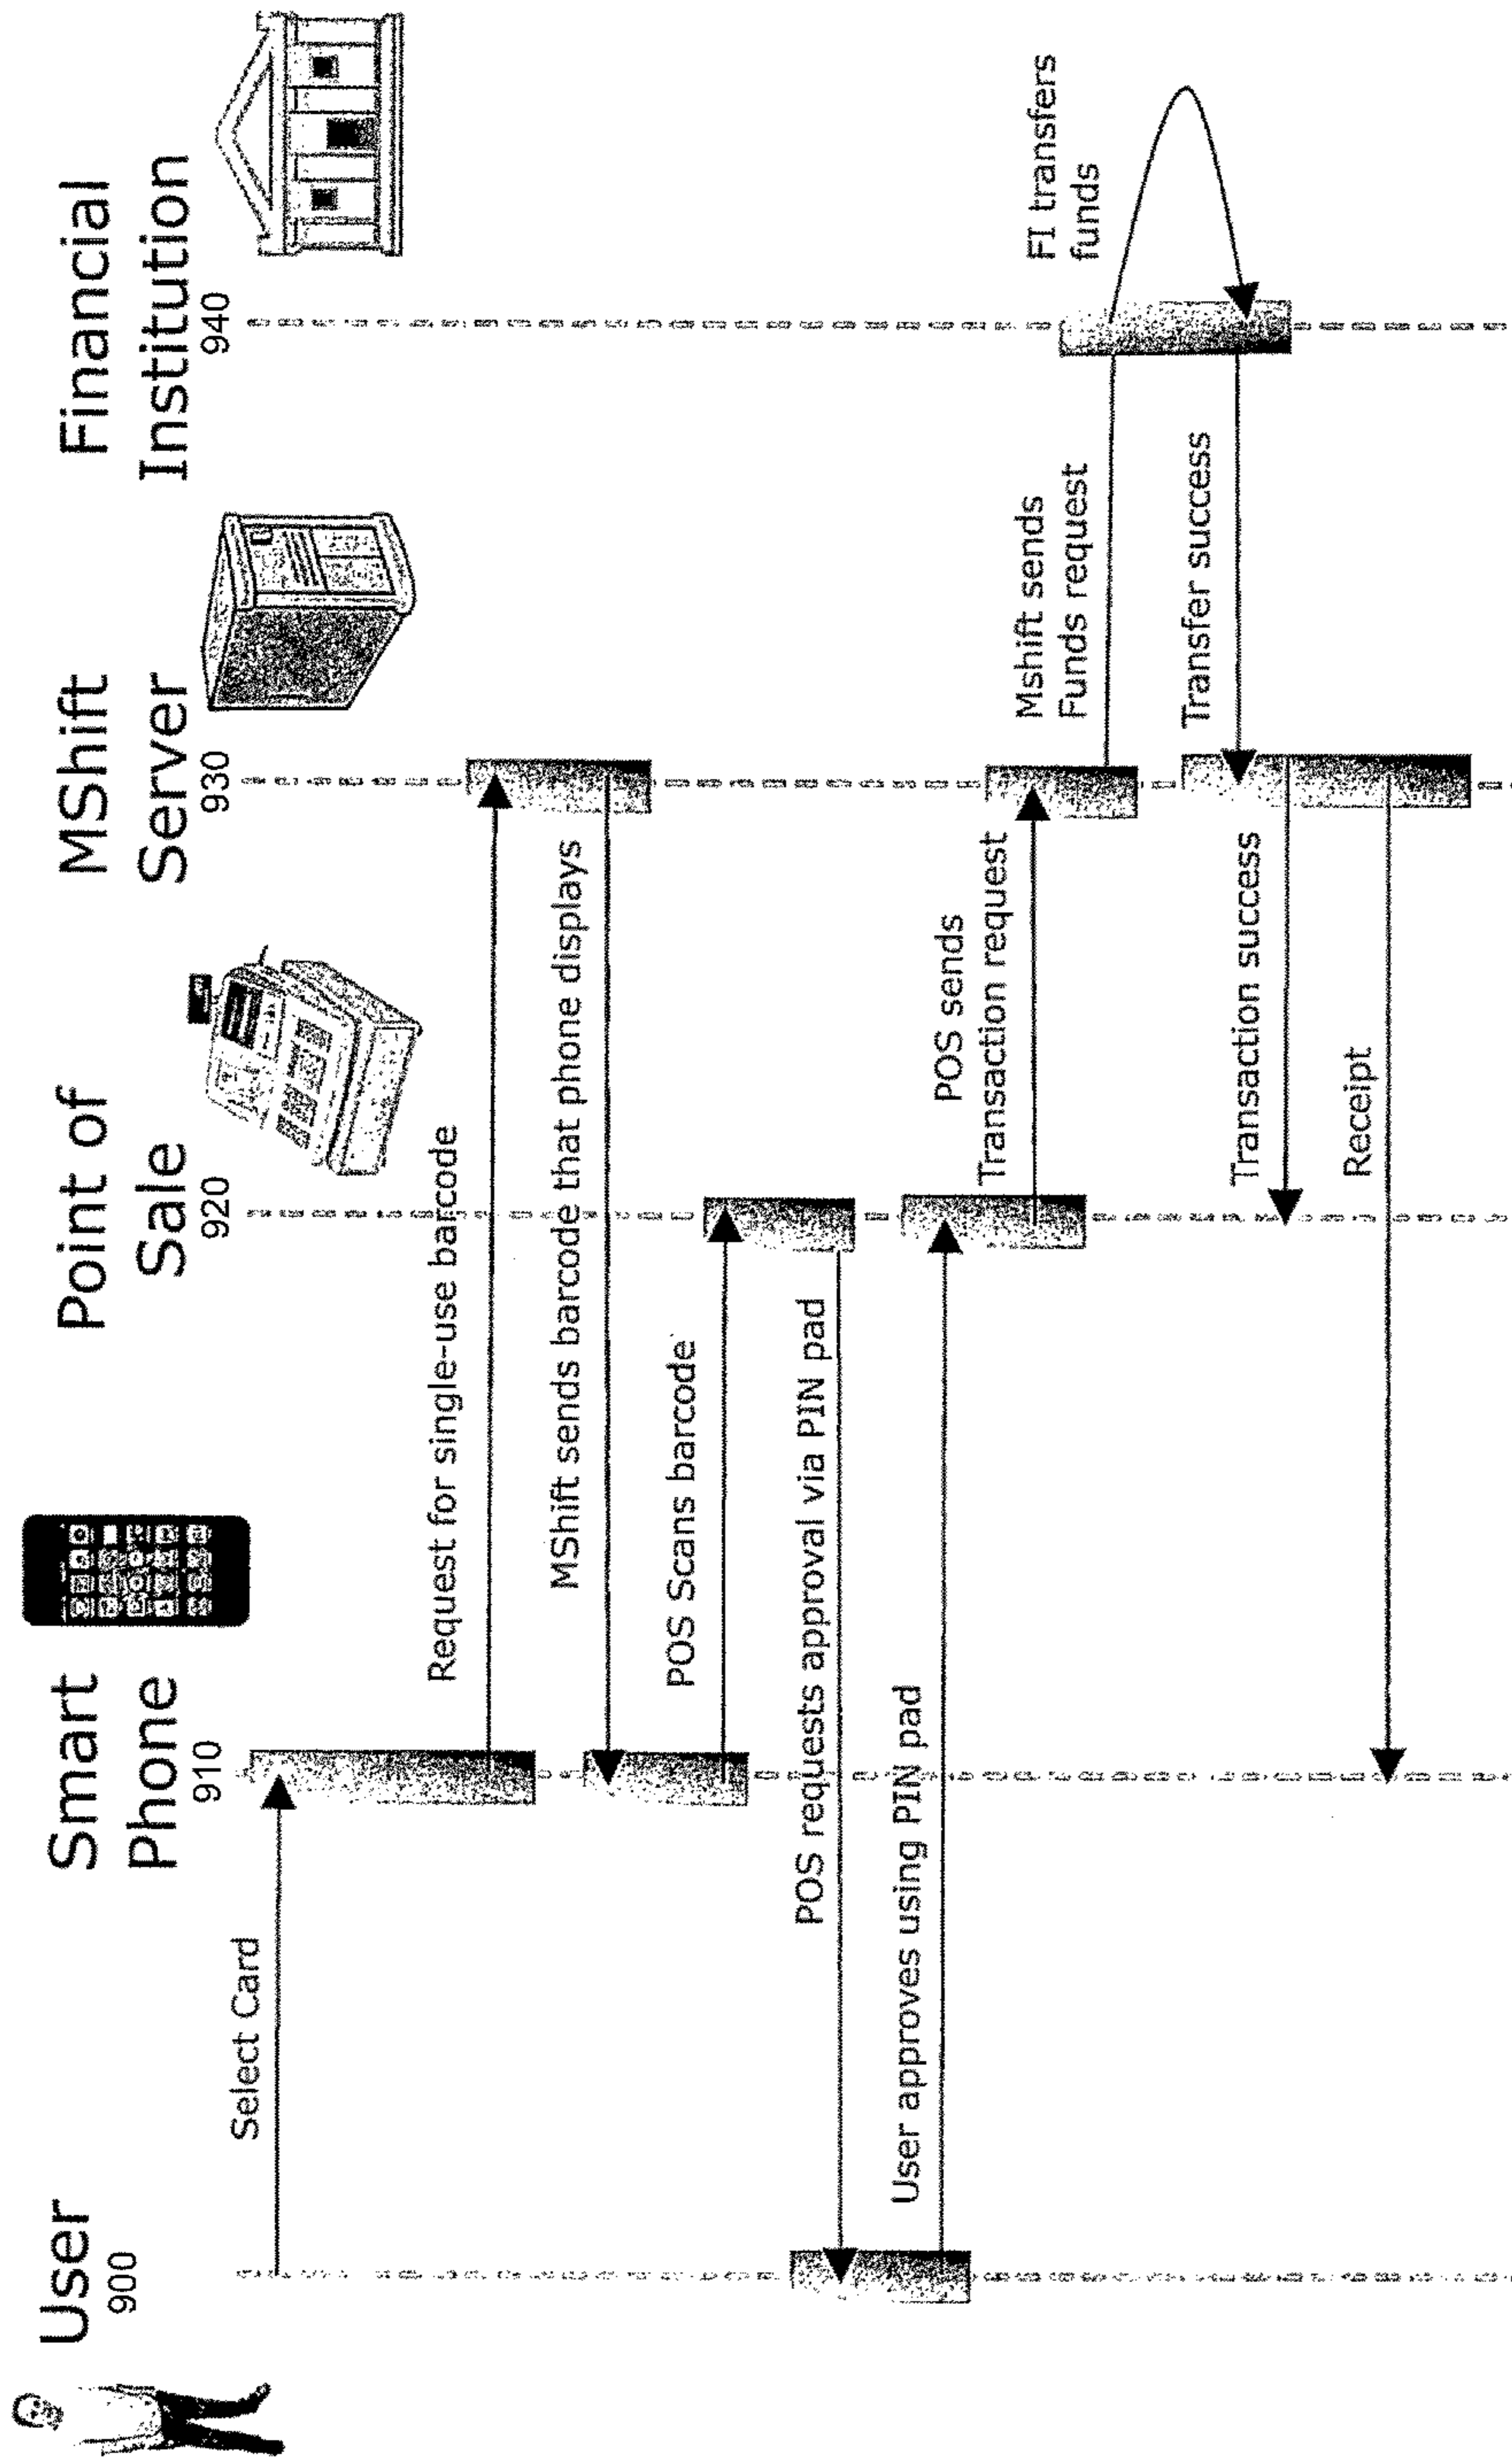 User
900
Smart
Phone
910
Point of
Sale
920
MShift
Server
930
Financial
Institution
940
Select Card
Request for single-use barcode
MShift sends barcode that phone displays
POS Scans barcode
POS requests approval via PIN pad
User approves using PIN pad
POS sends
Transaction request
Mshift sends
Funds request
FI transfers
funds
Transfer success
Transaction success
Receipt